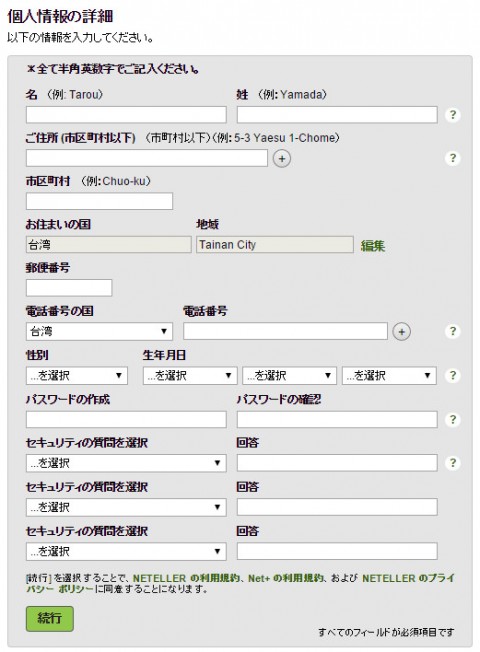 個人情報の詳細
以下の情報を入力してください。
※全て半角英数字でご記入ください。
名 （例: Tarou） 姓 （例: Yamada）
?
ご住所 (市区町村以下) （市町村以下）（例: 5-3 Yaesu 1-Chome）
+ ?
市区町村 （例:Chuo-ku）
お住まいの国 地域
台湾 Tainan City 編集
郵便番号
電話番号の国 電話番号
台湾 + ?
性別 生年月日
...を選択 ...を選択 ...を選択 ...を選択 ?
パスワードの作成 パスワードの確認
?
セキュリティの質問を選択 回答
...を選択 ?
セキュリティの質問を選択 回答
...を選択
セキュリティの質問を選択 回答
...を選択
[続行] を選択することで、NETELLER の利用規約、Net+ の利用規約、および NETELLER のプライ
バシー ポリシーに同意することになります。
続行
すべてのフィールドが必須項目です